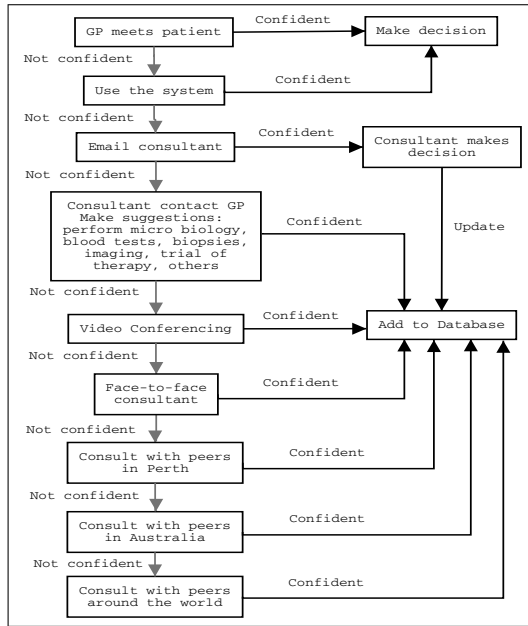 GP meets patient
Confident
Make decision
Not confident
Use the system
Confident
Not confident
Email consultant
Confident
Consultant makes
decision
Not confident
Consultant contact GP
Make suggestions:
perform micro biology,
blood tests, biopsies,
imaging, trial of
therapy, others
Confident
Update
Not confident
Video Conferencing
Confident
Add to Database
Not confident
Face-to-face
consultant
Confident
Not confident
Consult with peers
in Perth
Confident
Not confident
Consult with peers
in Australia
Confident
Not confident
Consult with peers
around the world
Confident